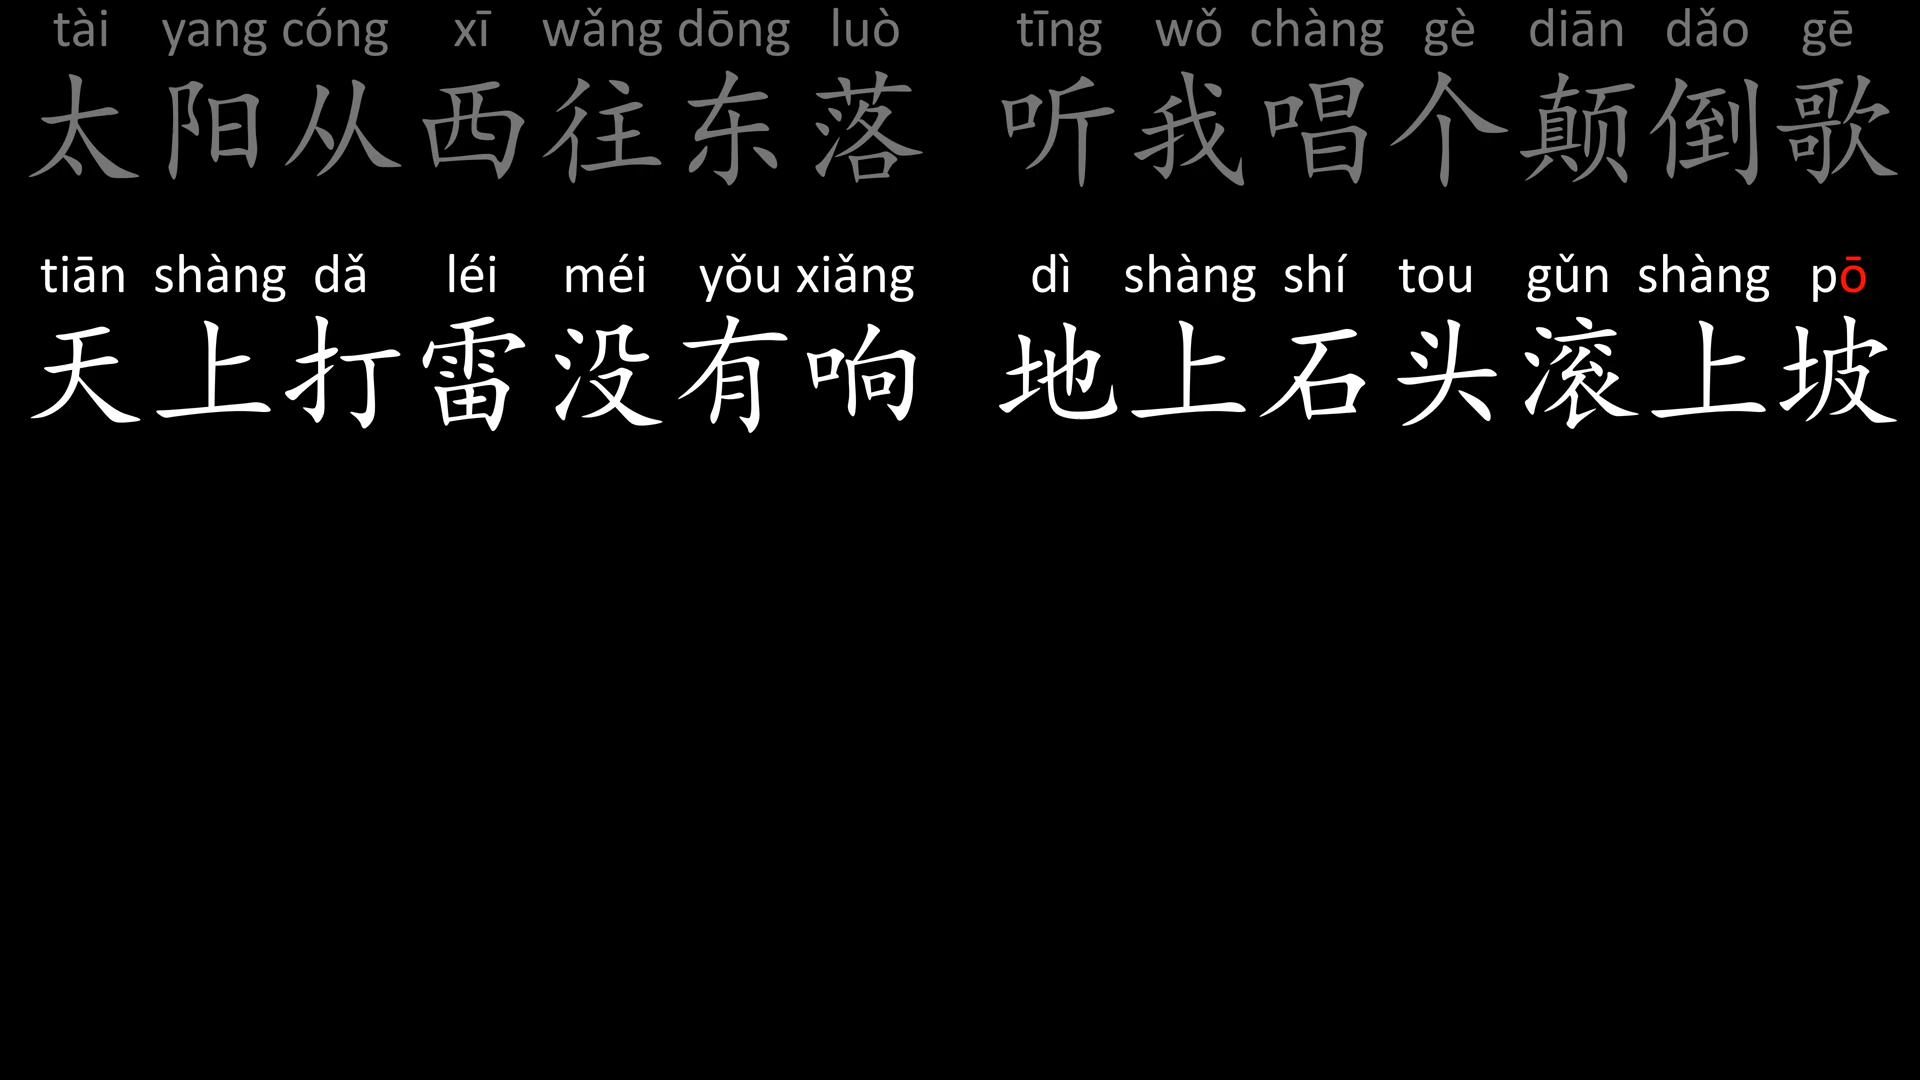 tài yang cóng xī wǎng dōng luò tīng wǒ chàng gè diān dǎo gē
太阳从西往东落 听我唱个颠倒歌
tiān shàng dǎ léi méi yǒu xiǎng dì shàng shí tou gǔn shàng pō
天上打雷没有响 地上石头滚上坡